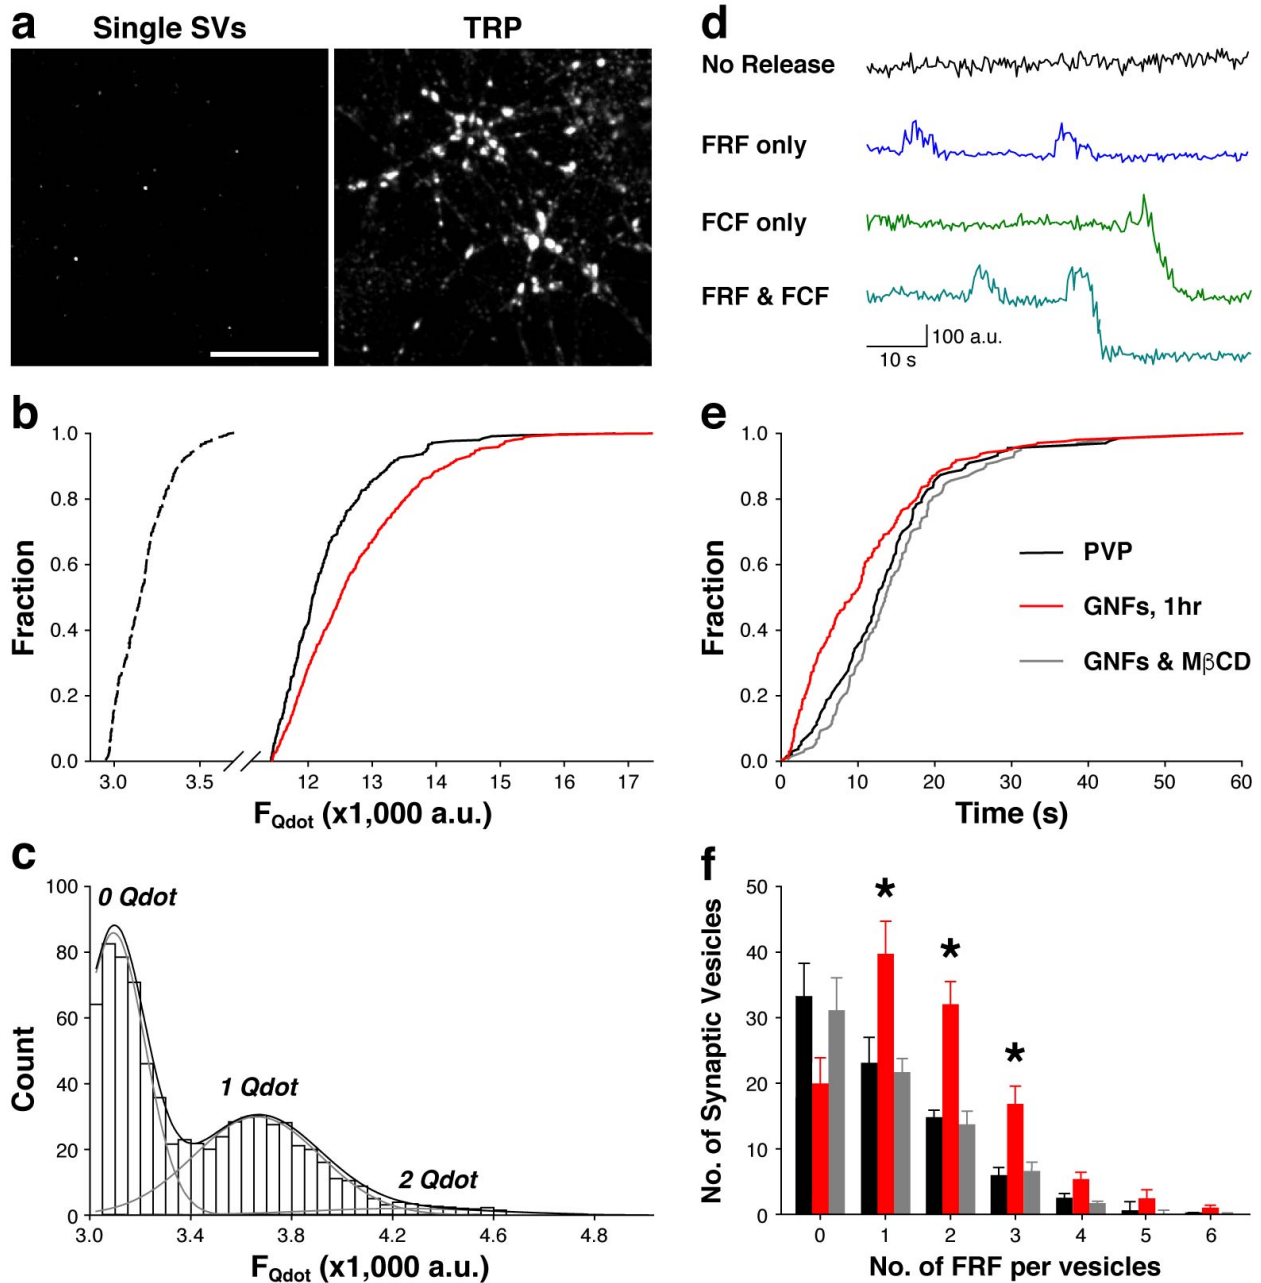 a
Single SVs
TRP
b
1.0
0.8
0.6
0.4
0.2
0.0
Fraction
3.0
3.5
12
13
14
15
16
17
FQdot (x1,000 a.u.)
c
100
80
60
40
20
0
Count
0 Qdot
1 Qdot
2 Qdot
3.0
3.4
3.8
4.2
4.6
4.8
FQdot (x1,000 a.u.)
d
No Release
FRF only
FCF only
FRF & FCF
100 a.u.
10 s
e
1.0
0.8
0.6
0.4
0.2
0.0
Fraction
PVP
GNFs, 1hr
GNFs & MβCD
0
10
20
30
40
50
60
Time (s)
f
50
40
30
20
10
0
No. of Synaptic Vesicles
*
*
*
0
1
2
3
4
5
6
No. of FRF per vesicles